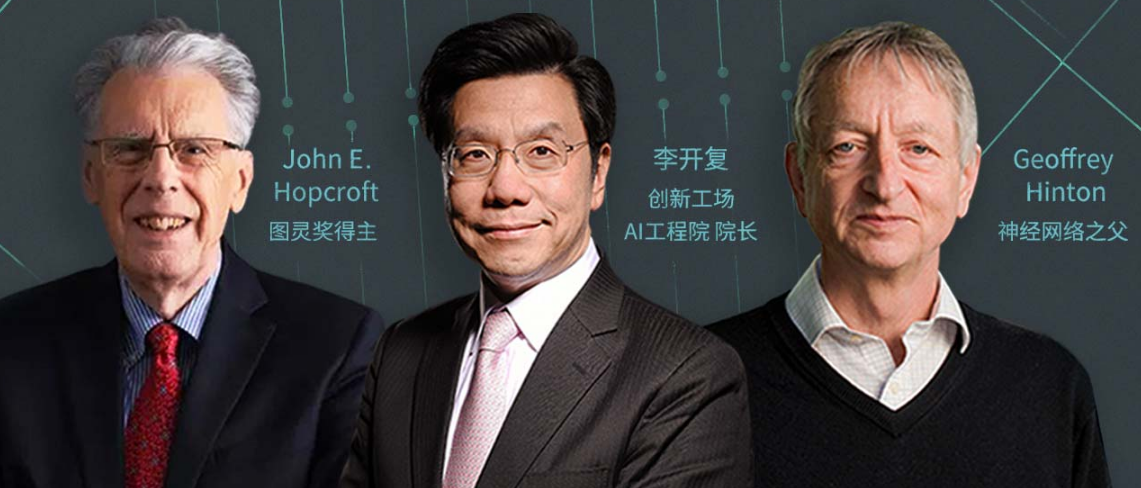 John E.
Hopcroft
图灵奖得主
李开复
创新工场
AI工程院 院长
Geoffrey
Hinton
神经网络之父